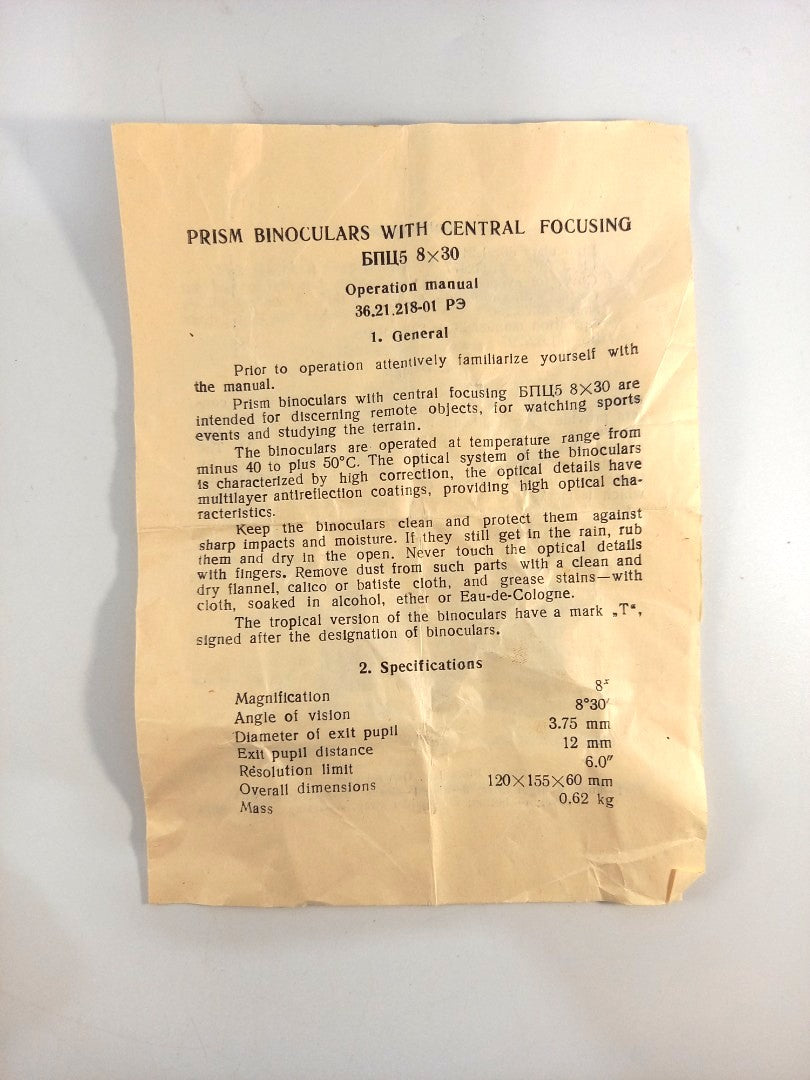 PRISM BINOCULARS WITH CENTRAL FOCUSING
БПЦ5 8×30
Operation manual
36.21.218-01 РЭ
1. General
Prior to operation attentively familiarize yourself with
the manual.
Prism binoculars with central focusing БПЦ5 8×30 are
intended for discerning remote objects, for watching sports
events and studying the terrain.
The binoculars are operated at temperature range from
minus 40 to plus 50°C. The optical system of the binoculars
is characterized by high correction, the optical details have
multilayer antireflection coatings, providing high optical cha-
racteristics.
Keep the binoculars clean and protect them against
sharp impacts and moisture. If they still get in the rain, rub
them and dry in the open. Never touch the optical details
with fingers. Remove dust from such parts with a clean and
dry flannel, calico or batiste cloth, and grease stains—with
cloth, soaked in alcohol, ether or Eau-de-Cologne.
The tropical version of the binoculars have a mark „T“,
signed after the designation of binoculars.
2. Specifications
Magnification 8ˣ
Angle of vision 8°30′
Diameter of exit pupil 3.75 mm
Exit pupil distance 12 mm
Resolution limit 6.0″
Overall dimensions 120×155×60 mm
Mass 0.62 kg